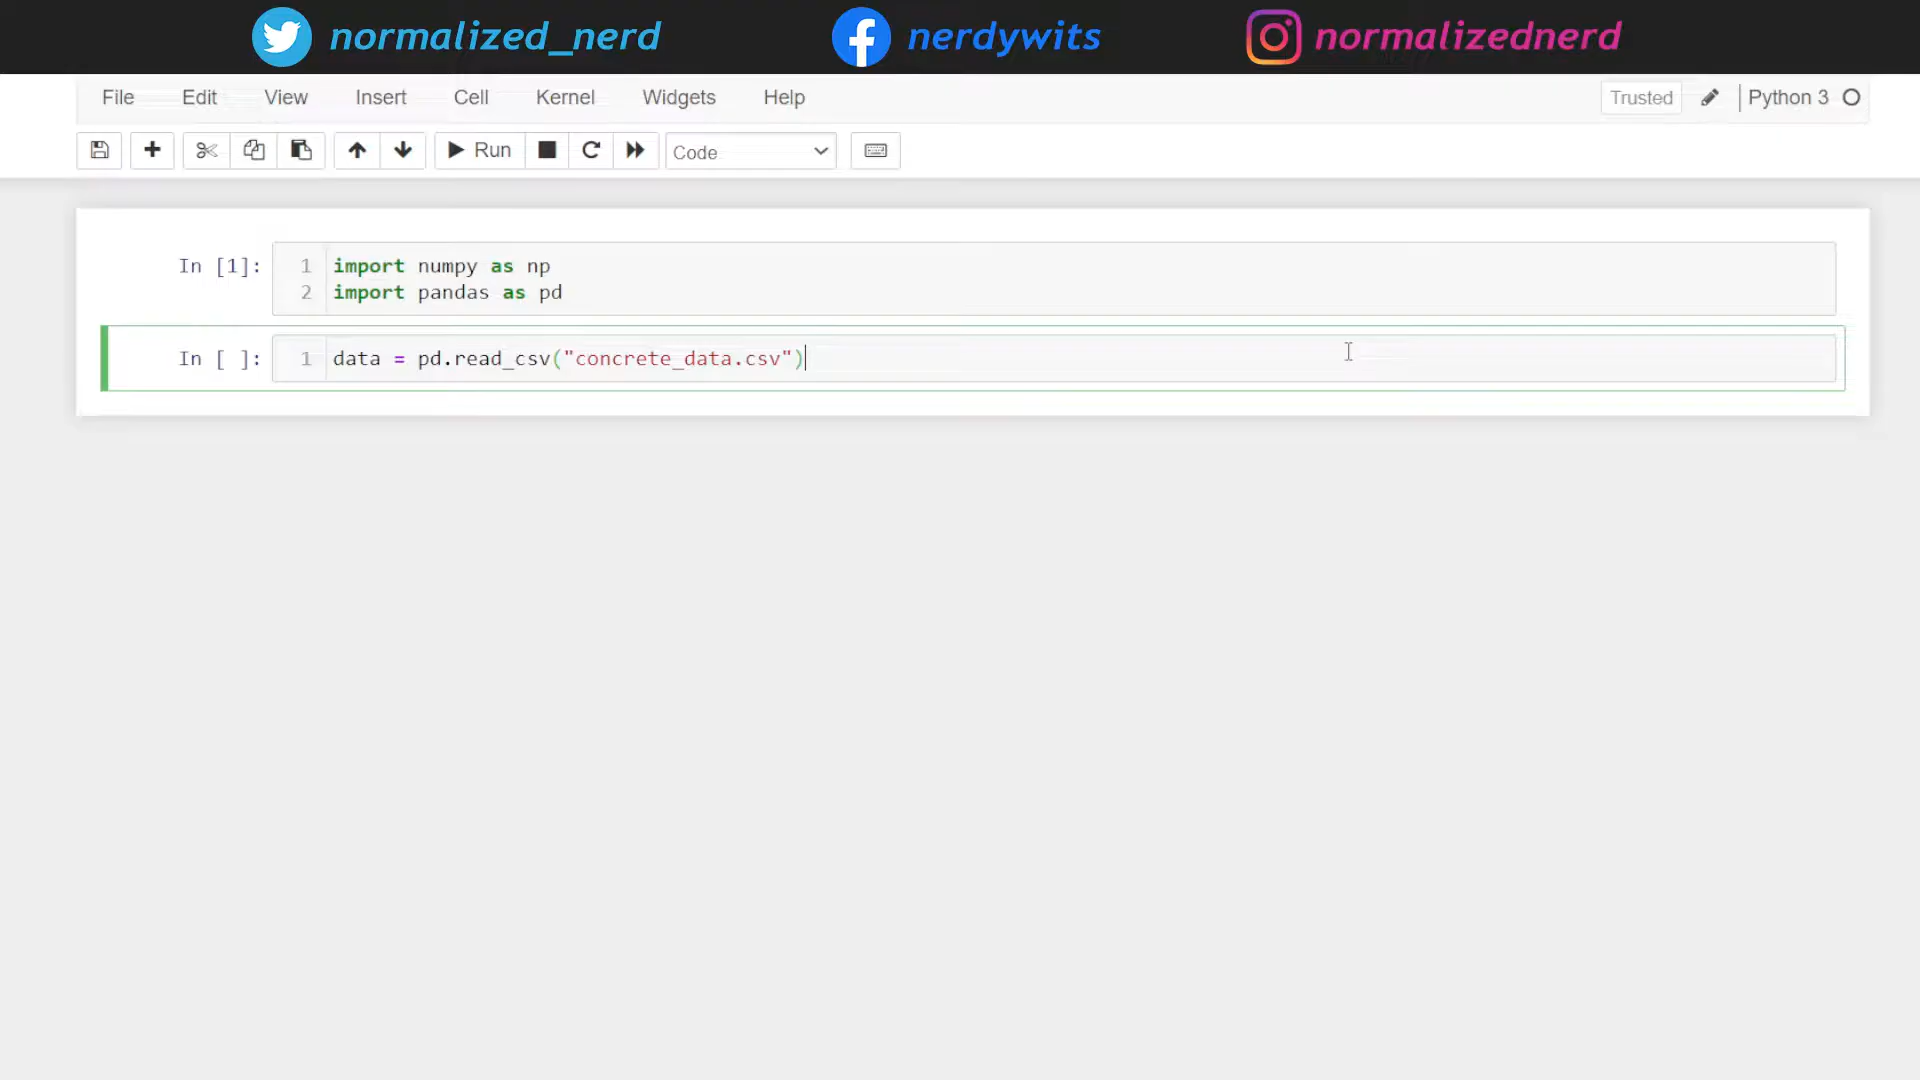 normalized_nerd nerdywits normalizednerd
File Edit View Insert Cell Kernel Widgets Help Trusted Python 3
Run Code
In [1]: 1 import numpy as np
2 import pandas as pd
In [ ]: 1 data = pd.read_csv("concrete_data.csv")